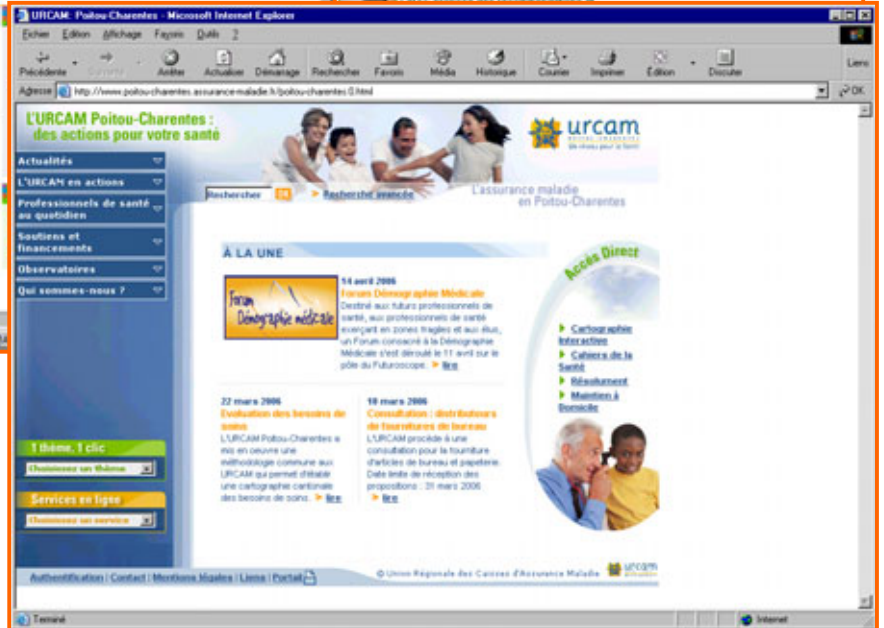 URCAM: Poitou-Charentes - Microsoft Internet Explorer
Fichier Edition Affichage Favoris Outils ?
Précédente Suivante Arrêter Actualiser Démarrage Rechercher Favoris Média Historique Courrier Imprimer Edition Discuter
Liens
Adresse http://www.poitou-charentes.assurance-maladie.fr/poitou-charentes.0.html OK
L'URCAM Poitou-Charentes :
des actions pour votre santé
urcam
Actualités
L'URCAM en actions
Professionnels de santé
au quotidien
Soutiens et
financements
Observatoires
Qui sommes-nous ?
Rechercher OK Recherche avancée
L'assurance maladie
en Poitou-Charentes
À LA UNE
Forum
Démographie médicale
14 avril 2006
Forum Démographie Médicale
Destiné aux futurs professionnels de
santé, aux professionnels de santé
exerçant en zones fragiles et aux élus,
un Forum consacré à la Démographie
Médicale s'est déroulé le 11 avril sur le
pôle du Futuroscope. lire
22 mars 2006
Evaluation des besoins de
soins
L'URCAM Poitou-Charentes a
mis en oeuvre une
méthodologie commune aux
URCAM qui permet d'établir
une cartographie cantonale
des besoins de soins. lire
10 mars 2006
Consultation : distributeurs
de fournitures de bureau
L'URCAM procède à une
consultation pour la fourniture
d'articles de bureau et papeterie.
Date limite de réception des
propositions : 31 mars 2006. lire
Accès Direct
Cartographie
Interactive
Cahiers de la
Santé
Résolument
Maintien à
Domicile
1 thème, 1 clic
Choisissez un thème
Services en ligne
Choisissez un service
Authentification | Contact | Mentions légales | Liens | Portail
© Union Régionale des Caisses d'Assurance Maladie urcam
Terminé
Internet